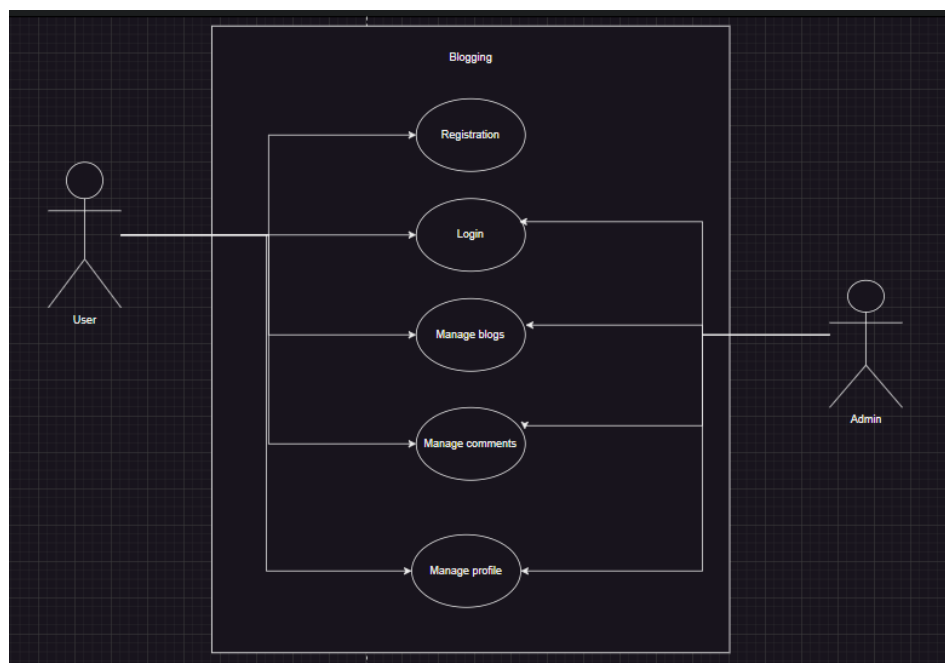 Blogging
Registration
Login
Manage blogs
Manage comments
Manage profile
User
Admin